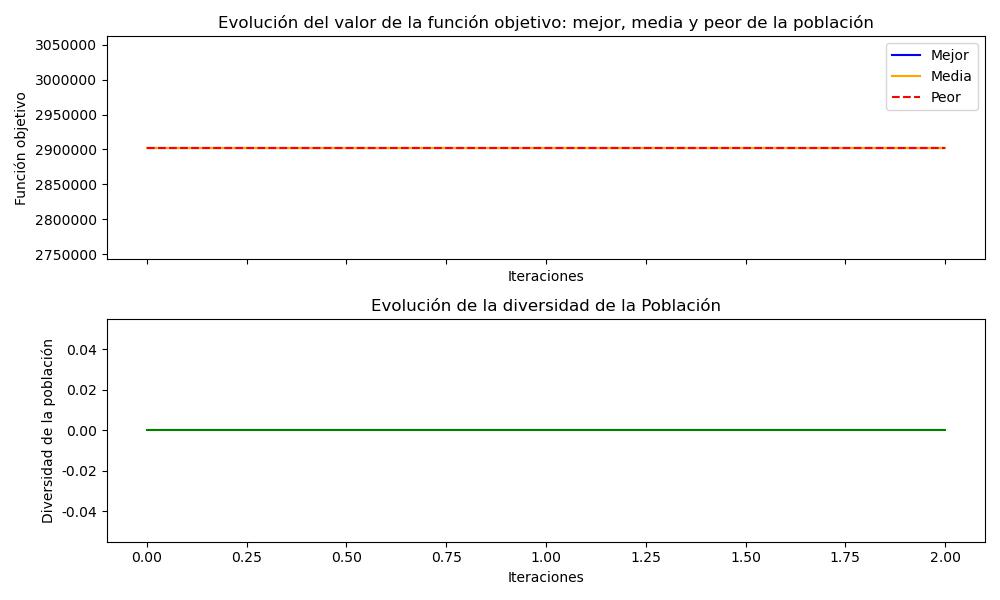 Evolución del valor de la función objetivo: mejor, media y peor de la población
3050000
3000000
2950000
2900000
2850000
2800000
2750000
Función objetivo
Mejor
Media
Peor
Iteraciones
Evolución de la diversidad de la Población
0.04
0.02
0.00
-0.02
-0.04
Diversidad de la población
0.00 0.25 0.50 0.75 1.00 1.25 1.50 1.75 2.00
Iteraciones